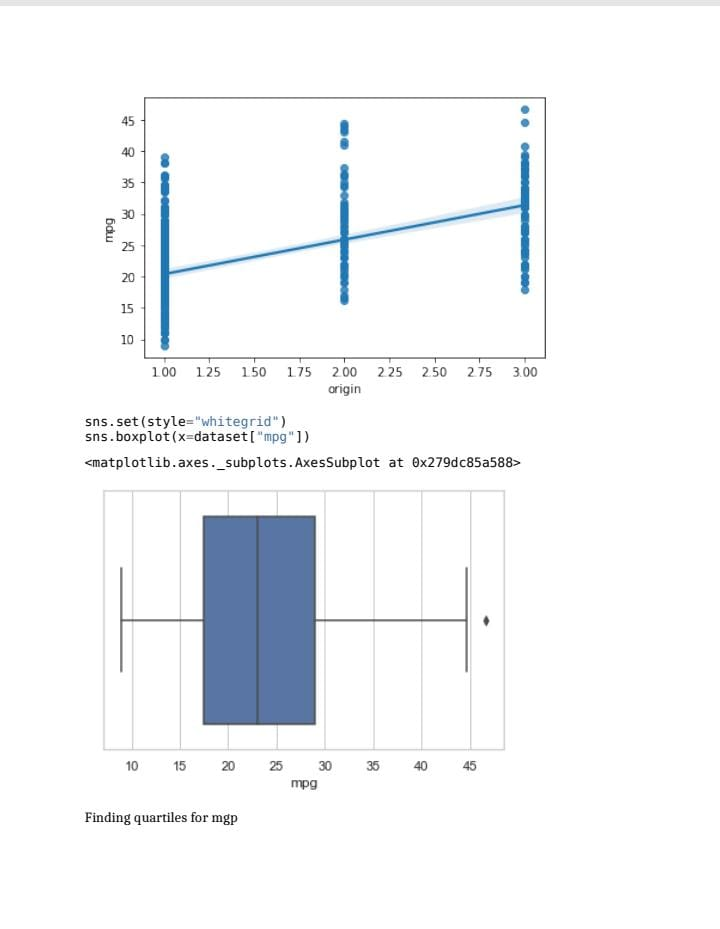 45
40
35
30
25
20
15
10
mpg
1.00 1.25 1.50 1.75 2.00 2.25 2.50 2.75 3.00
origin
sns.set(style="whitegrid")
sns.boxplot(x=dataset["mpg"])
<matplotlib.axes._subplots.AxesSubplot at 0x279dc85a588>
10 15 20 25 30 35 40 45
mpg
Finding quartiles for mgp